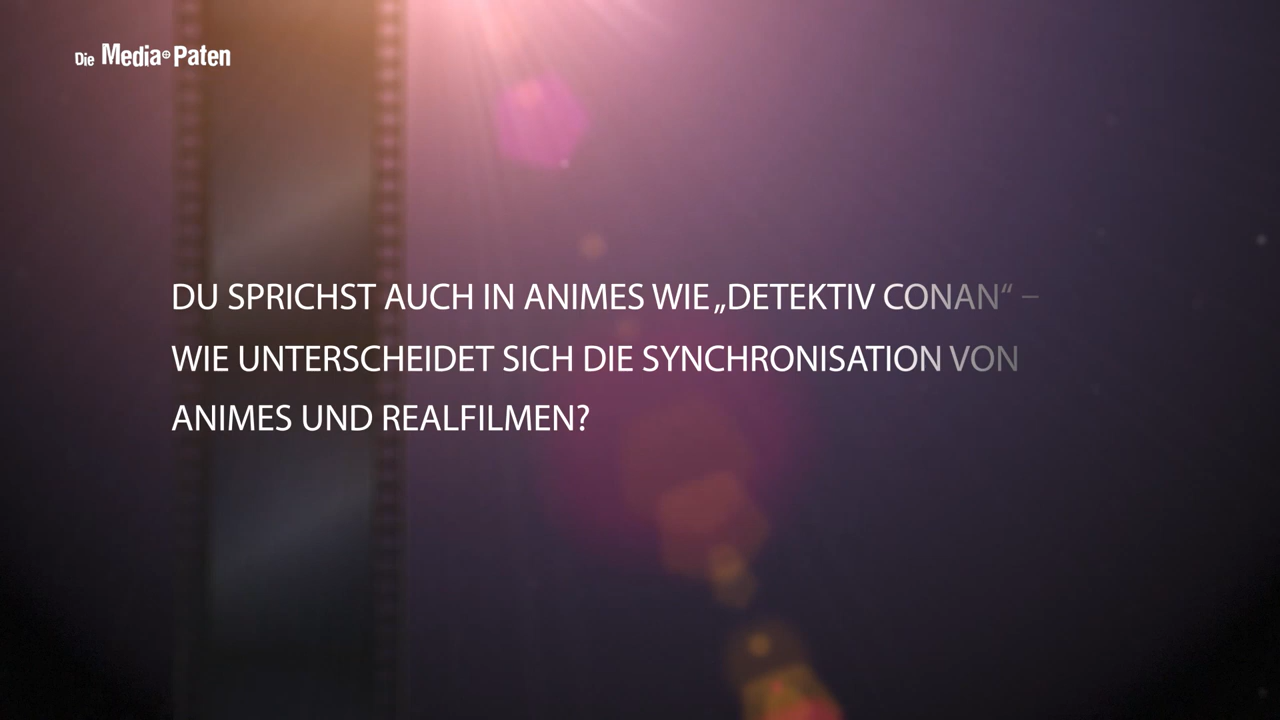 Die Media Paten
DU SPRICHST AUCH IN ANIMES WIE „DETEKTIV CONAN“ –
WIE UNTERSCHEIDET SICH DIE SYNCHRONISATION VON
ANIMES UND REALFILMEN?